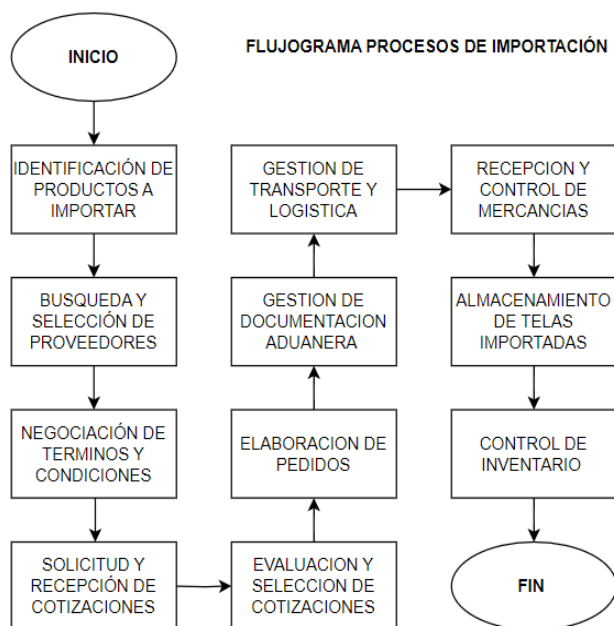 FLUJOGRAMA PROCESOS DE IMPORTACIÓN
INICIO
IDENTIFICACIÓN DE
PRODUCTOS A
IMPORTAR
BUSQUEDA Y
SELECCIÓN DE
PROVEEDORES
NEGOCIACIÓN DE
TERMINOS Y
CONDICIONES
SOLICITUD Y
RECEPCIÓN DE
COTIZACIONES
EVALUACION Y
SELECCION DE
COTIZACIONES
ELABORACION DE
PEDIDOS
GESTION DE
DOCUMENTACION
ADUANERA
GESTION DE
TRANSPORTE Y
LOGISTICA
RECEPCION Y
CONTROL DE
MERCANCIAS
ALMACENAMIENTO
DE TELAS
IMPORTADAS
CONTROL DE
INVENTARIO
FIN